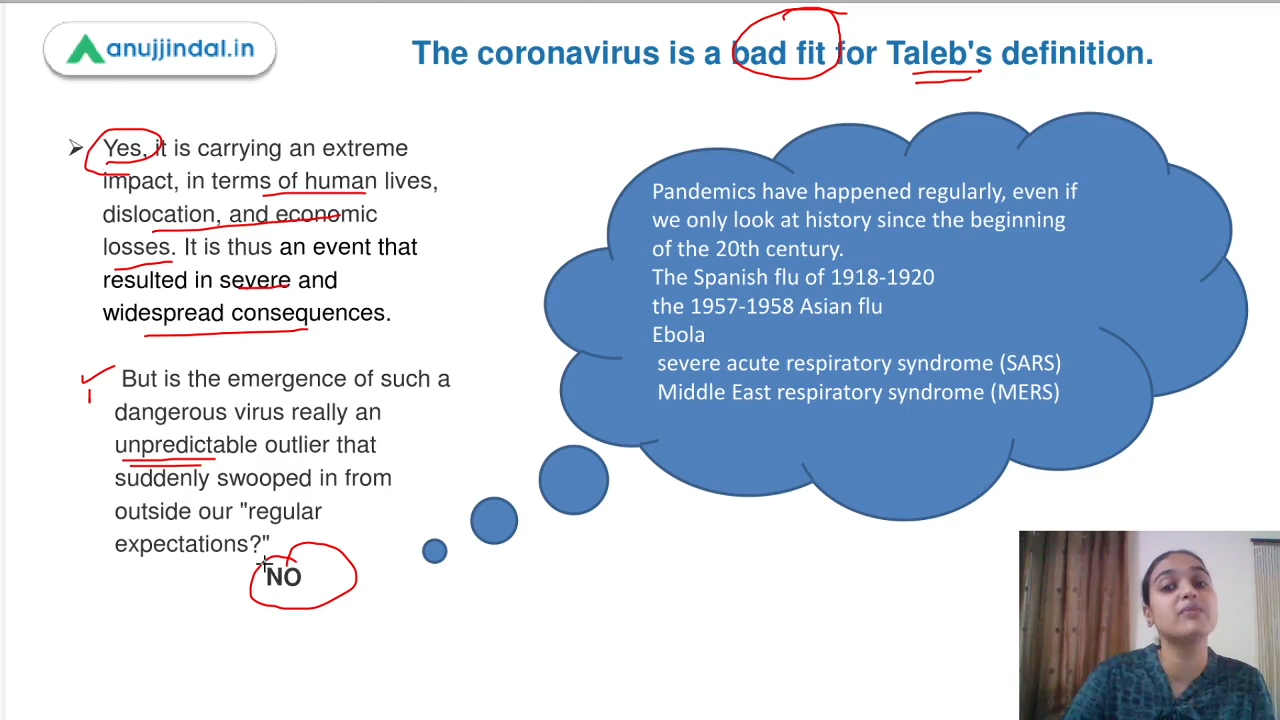 anujjindal.in
The coronavirus is a bad fit for Taleb's definition.
Yes, it is carrying an extreme
impact, in terms of human lives,
dislocation, and economic
losses. It is thus an event that
resulted in severe and
widespread consequences.
But is the emergence of such a
dangerous virus really an
unpredictable outlier that
suddenly swooped in from
outside our "regular
expectations?"
NO
Pandemics have happened regularly, even if
we only look at history since the beginning
of the 20th century.
The Spanish flu of 1918-1920
the 1957-1958 Asian flu
Ebola
severe acute respiratory syndrome (SARS)
Middle East respiratory syndrome (MERS)